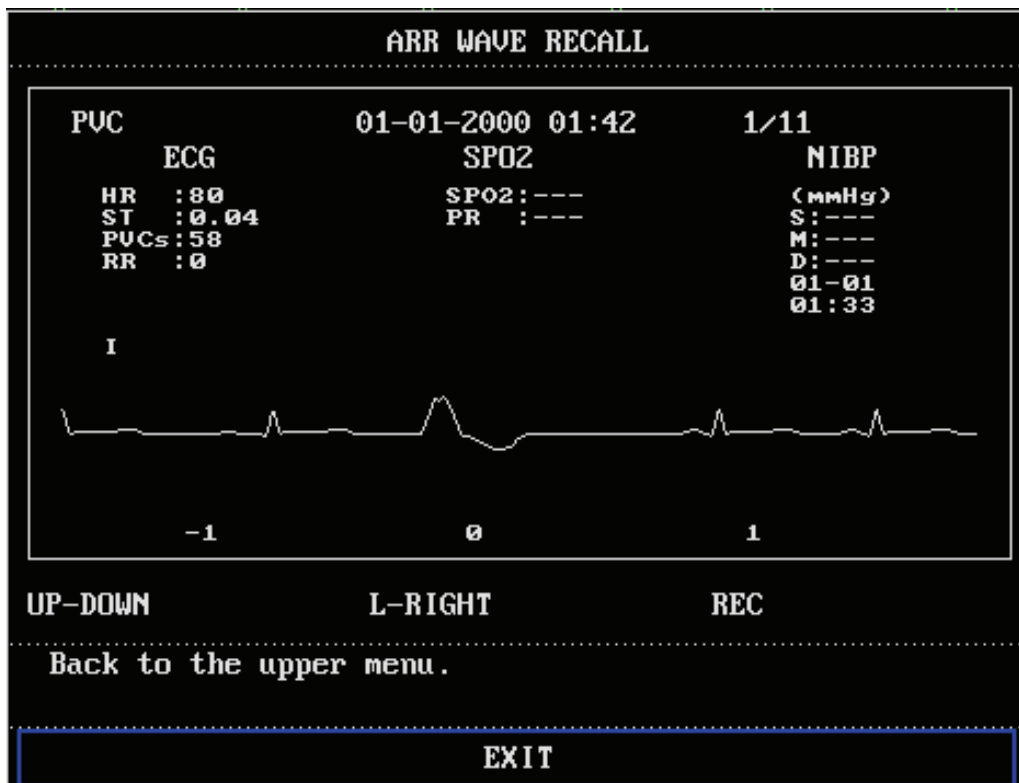 ARR WAVE RECALL
PVC 01-01-2000 01:42 1/11
ECG SPO2 NIBP
HR :80 SPO2:--- (mmHg)
ST :0.04 PR :--- S:---
PVCs:58 M:---
RR :0 D:---
01-01
01:33
I
-1 0 1
UP-DOWN L-RIGHT REC
Back to the upper menu.
EXIT